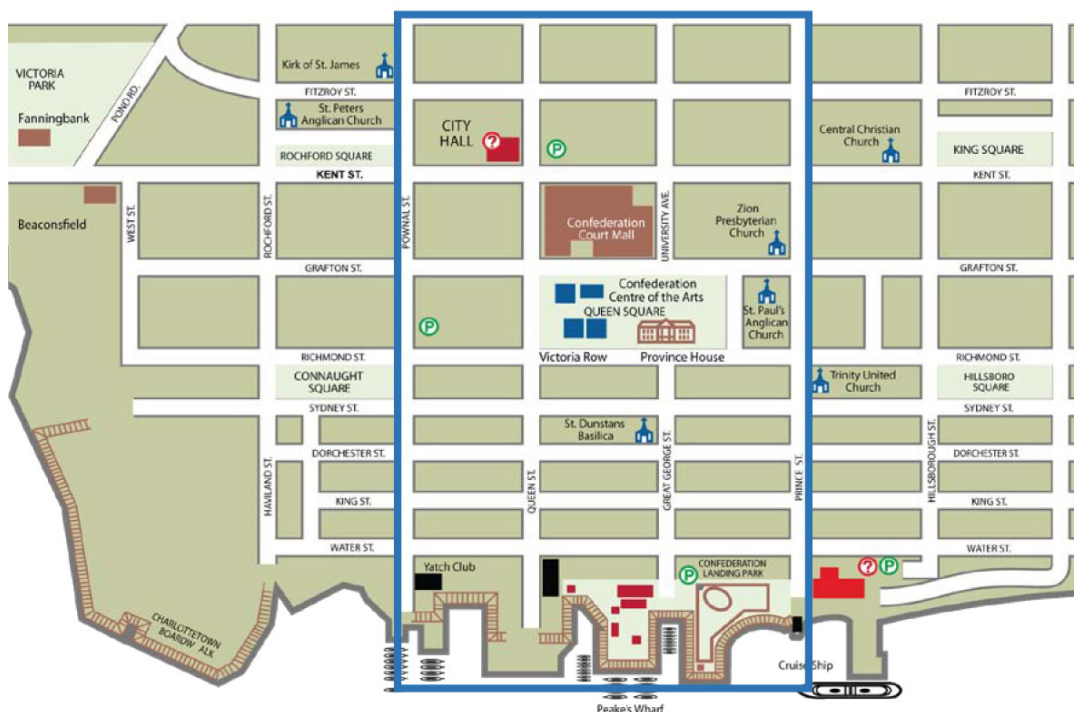 Kirk of St. James
VICTORIA
PARK
POND RD.
FITZROY ST.
FITZROY ST.
Fanningbank
St. Peters
Anglican Church
CITY
HALL
?
P
Central Christian
Church
ROCHFORD SQUARE
KING SQUARE
KENT ST.
KENT ST.
Beaconsfield
WEST ST.
ROCHFORD ST.
POWNAL ST.
Confederation
Court Mall
UNIVERSITY AVE.
Zion
Presbyterian
Church
GRAFTON ST.
GRAFTON ST.
Confederation
Centre of the Arts
QUEEN SQUARE
St. Paul's
Anglican
Church
P
RICHMOND ST.
Victoria Row
Province House
RICHMOND ST.
CONNAUGHT
SQUARE
Trinity United
Church
HILLSBORO
SQUARE
SYDNEY ST.
SYDNEY ST.
St. Dunstans
Basilica
DORCHESTER ST.
DORCHESTER ST.
HAVILAND ST.
QUEEN ST.
GREAT GEORGE ST.
PRINCE ST.
HILLSBOROUGH ST.
KING ST.
KING ST.
WATER ST.
WATER ST.
Yatch Club
P
CONFEDERATION
LANDING PARK
?
P
CHARLOTTETOWN
BOARDW ALK
Cruise Ship
Peake's Wharf